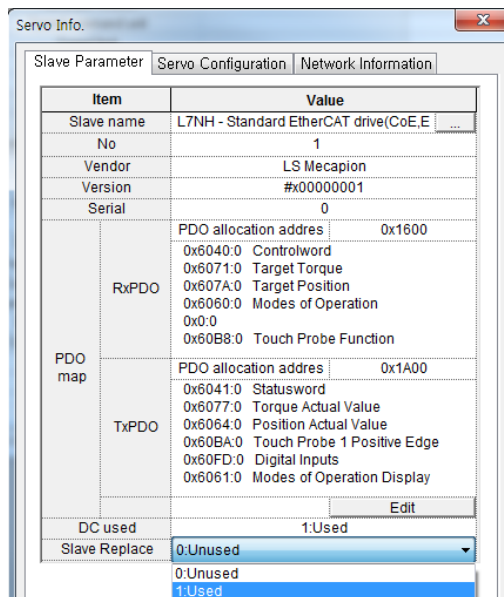 Servo Info.
Slave Parameter Servo Configuration Network Information
Item Value
Slave name L7NH - Standard EtherCAT drive(CoE,E ...
No 1
Vendor LS Mecapion
Version #x00000001
Serial 0
PDO map
RxPDO
PDO allocation addres 0x1600
0x6040:0 Controlword
0x6071:0 Target Torque
0x607A:0 Target Position
0x6060:0 Modes of Operation
0x0:0
0x60B8:0 Touch Probe Function
TxPDO
PDO allocation addres 0x1A00
0x6041:0 Statusword
0x6077:0 Torque Actual Value
0x6064:0 Position Actual Value
0x60BA:0 Touch Probe 1 Positive Edge
0x60FD:0 Digital Inputs
0x6061:0 Modes of Operation Display
Edit
DC used 1:Used
Slave Replace 0:Unused
0:Unused
1:Used